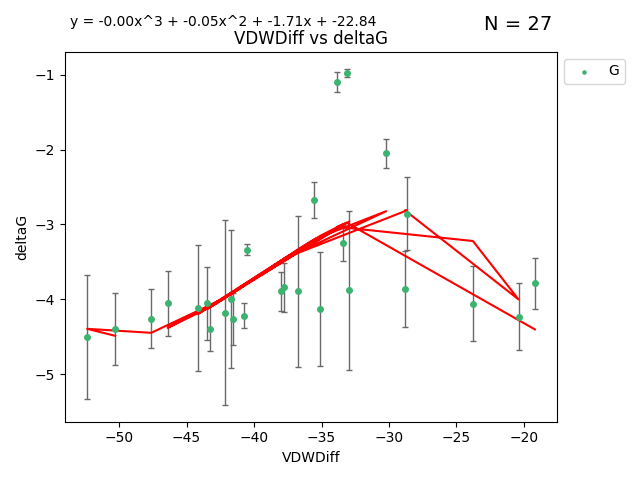 y = -0.00x^3 + -0.05x^2 + -1.71x + -22.84
N = 27
VDWDiff vs deltaG
G
−1
−2
−3
−4
−5
deltaG
−50
−45
−40
−35
−30
−25
−20
VDWDiff